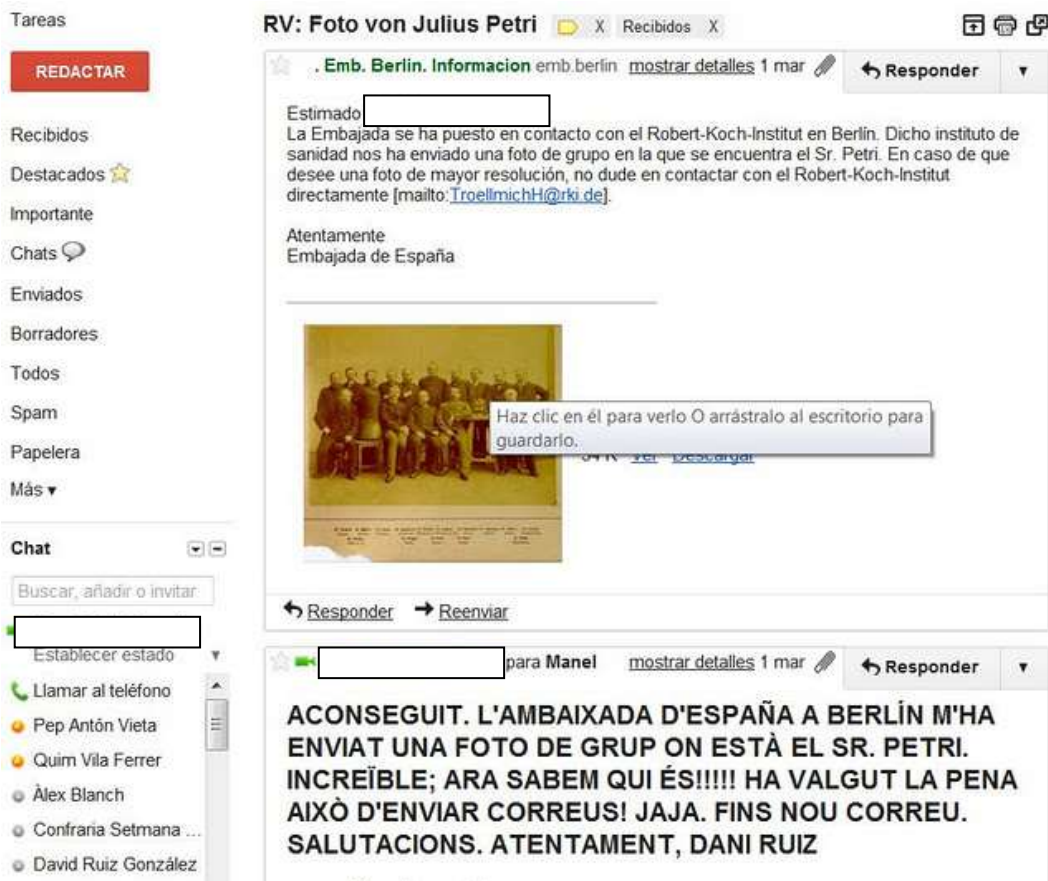 Tareas
REDACTAR
Recibidos
Destacados
Importante
Chats
Enviados
Borradores
Todos
Spam
Papelera
Más ▾
Chat
Buscar, añadir o invitar
Establecer estado
Llamar al teléfono
Pep Antón Vieta
Quim Vila Ferrer
Àlex Blanch
Confraria Setmana ...
David Ruiz González
RV: Foto von Julius Petri X Recibidos X
. Emb. Berlin. Informacion emb.berlin mostrar detalles 1 mar Responder ▾
Estimado
La Embajada se ha puesto en contacto con el Robert-Koch-Institut en Berlín. Dicho instituto de
sanidad nos ha enviado una foto de grupo en la que se encuentra el Sr. Petri. En caso de que
desee una foto de mayor resolución, no dude en contactar con el Robert-Koch-Institut
directamente [mailto:TroellmichH@rki.de].
Atentamente
Embajada de España
Haz clic en él para verlo O arrástralo al escritorio para
guardarlo.
Ver Descargar
Responder Reenviar
para Manel mostrar detalles 1 mar Responder ▾
ACONSEGUIT. L'AMBAIXADA D'ESPAÑA A BERLÍN M'HA
ENVIAT UNA FOTO DE GRUP ON ESTÀ EL SR. PETRI.
INCREÏBLE; ARA SABEM QUI ÉS!!!!! HA VALGUT LA PENA
AIXÒ D'ENVIAR CORREUS! JAJA. FINS NOU CORREU.
SALUTACIONS. ATENTAMENT, DANI RUIZ